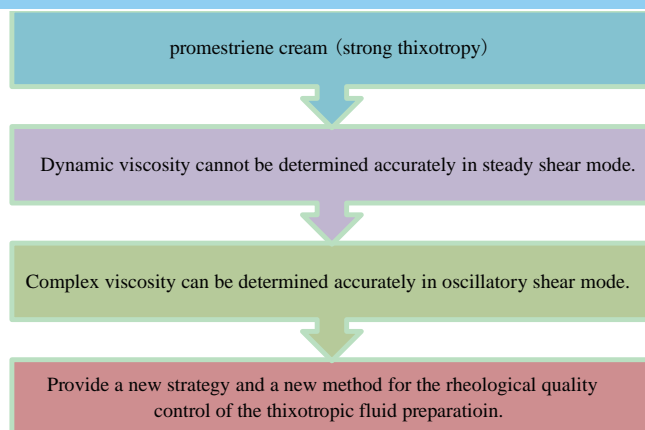 promestriene cream（strong thixotropy）
Dynamic viscosity cannot be determined accurately in steady shear mode.
Complex viscosity can be determined accurately in oscillatory shear mode.
Provide a new strategy and a new method for the rheological quality
control of the thixotropic fluid preparatioin.